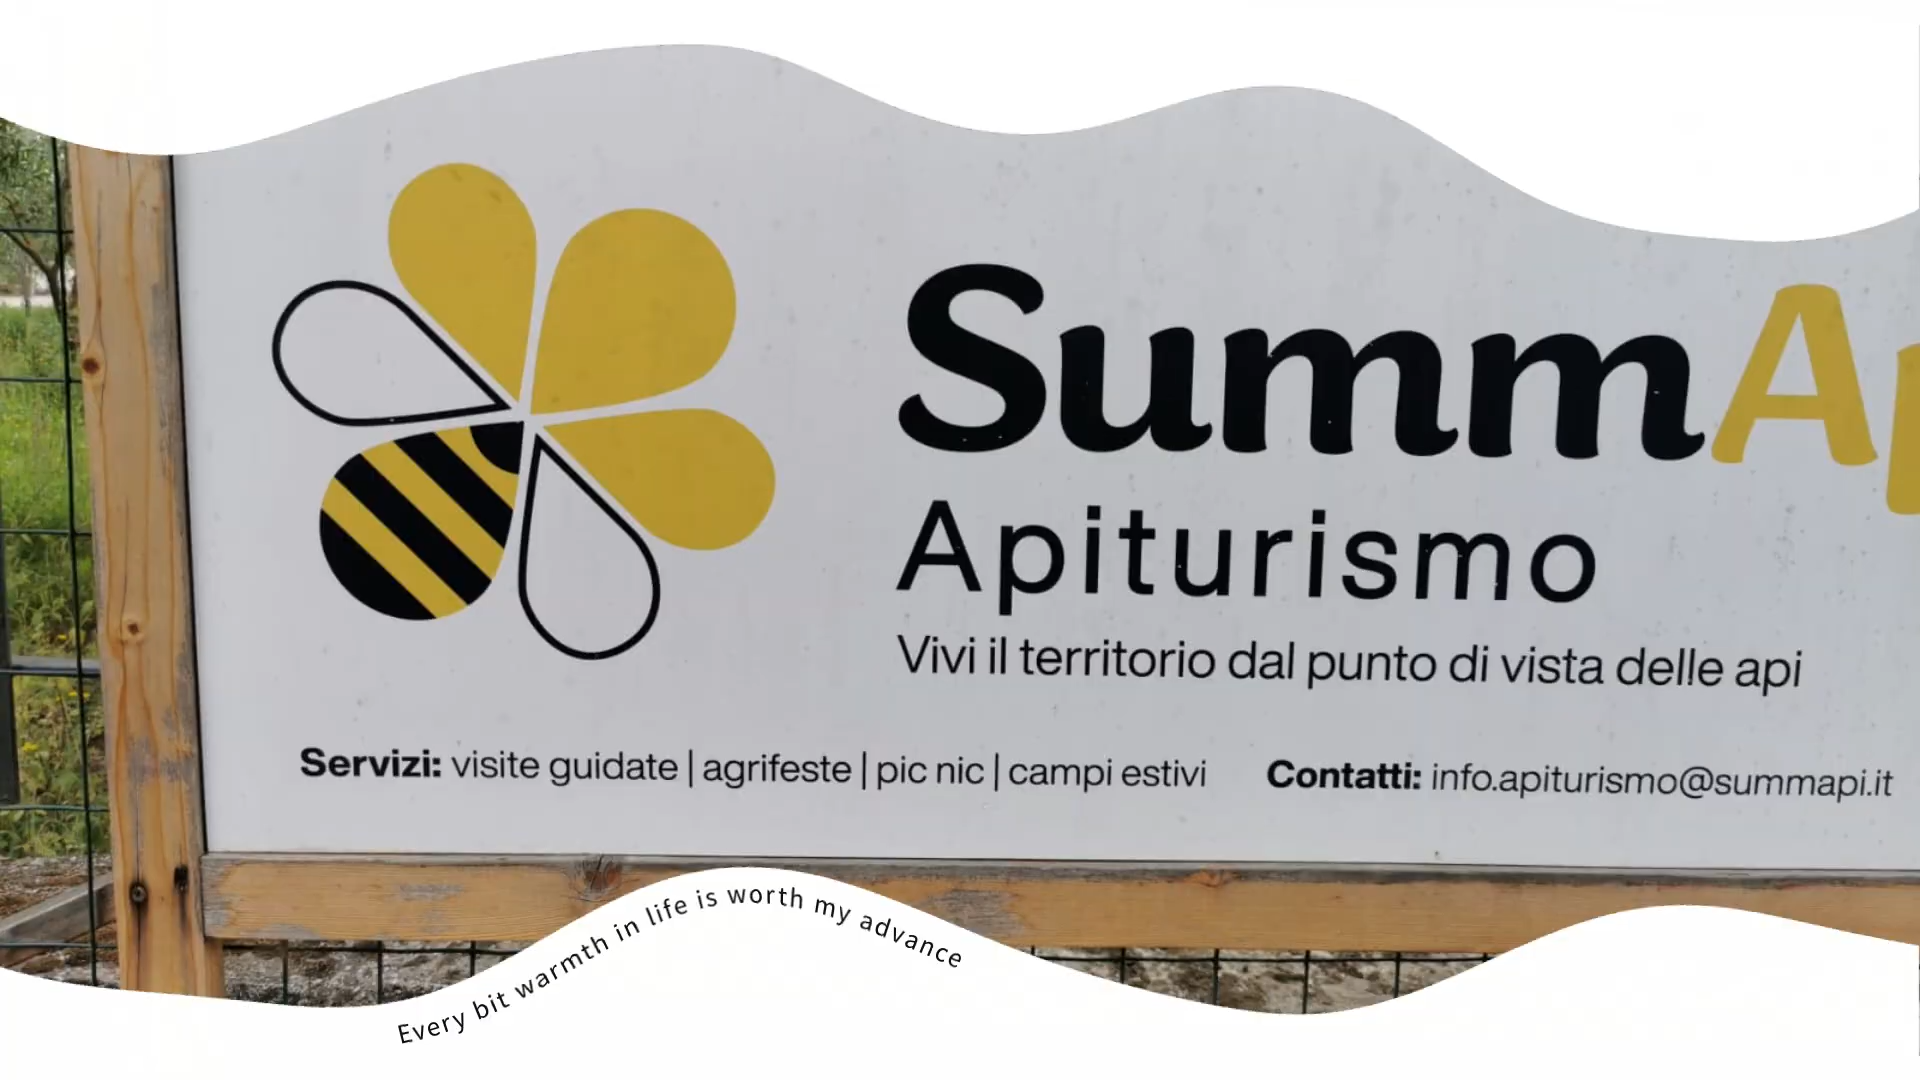 SummAp
Apiturismo
Vivi il territorio dal punto di vista delle api
Servizi: visite guidate | agrifeste | pic nic | campi estivi
Contatti: info.apiturismo@summapi.it
Every bit warmth in life is worth my advance